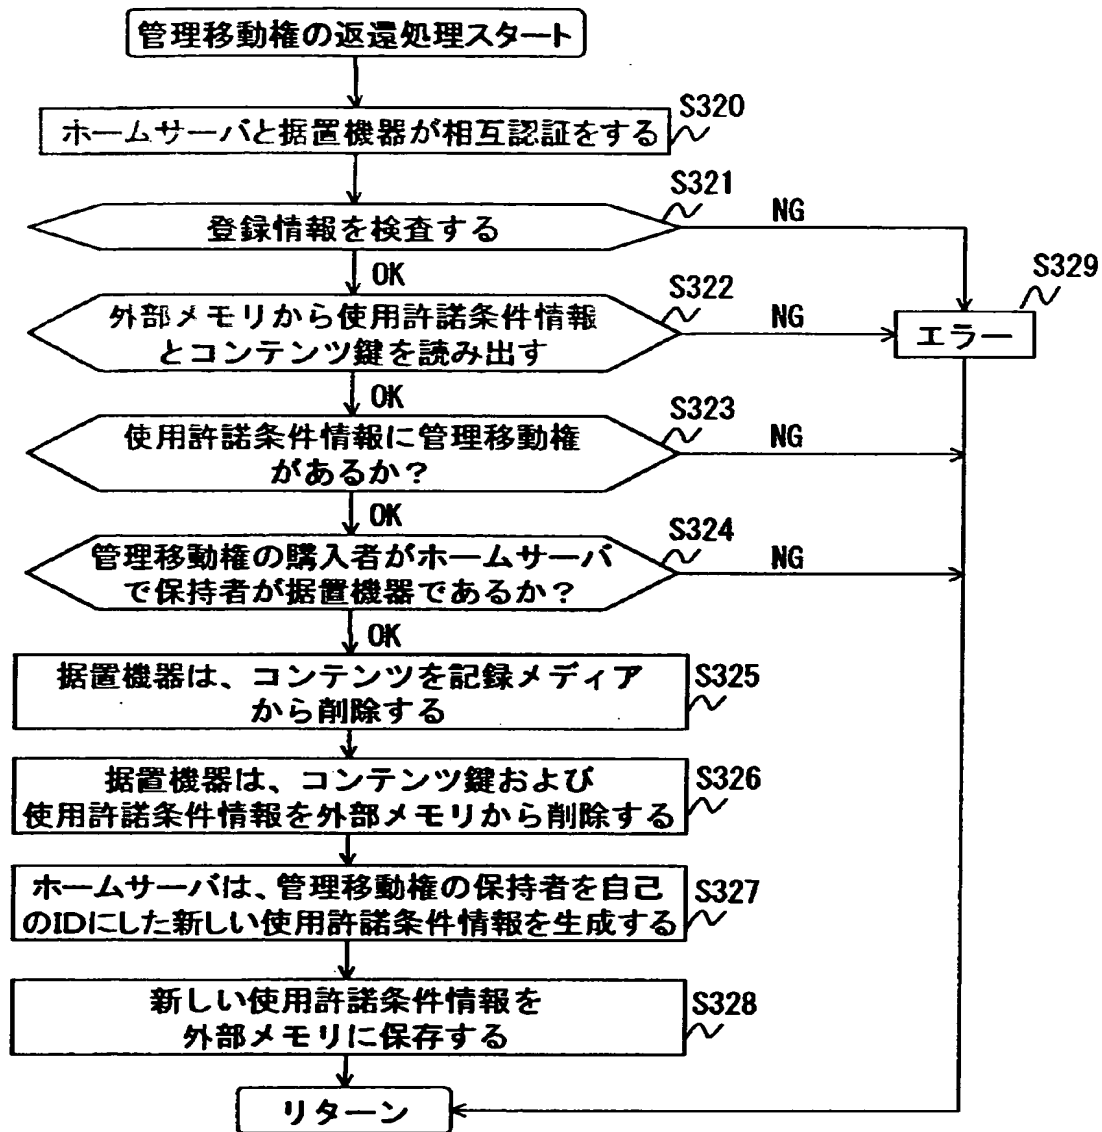 管理移動権の返還処理スタート
S320
ホームサーバと据置機器が相互認証をする
S321
登録情報を検査する
NG
OK
S322
外部メモリから使用許諾条件情報
とコンテンツ鍵を読み出す
NG
S329
エラー
OK
S323
使用許諾条件情報に管理移動権
があるか？
NG
OK
S324
管理移動権の購入者がホームサーバ
で保持者が据置機器であるか？
NG
OK
据置機器は、コンテンツを記録メディア
から削除する
S325
据置機器は、コンテンツ鍵および
使用許諾条件情報を外部メモリから削除する
S326
ホームサーバは、管理移動権の保持者を自己
のIDにした新しい使用許諾条件情報を生成する
S327
新しい使用許諾条件情報を
外部メモリに保存する
S328
リターン